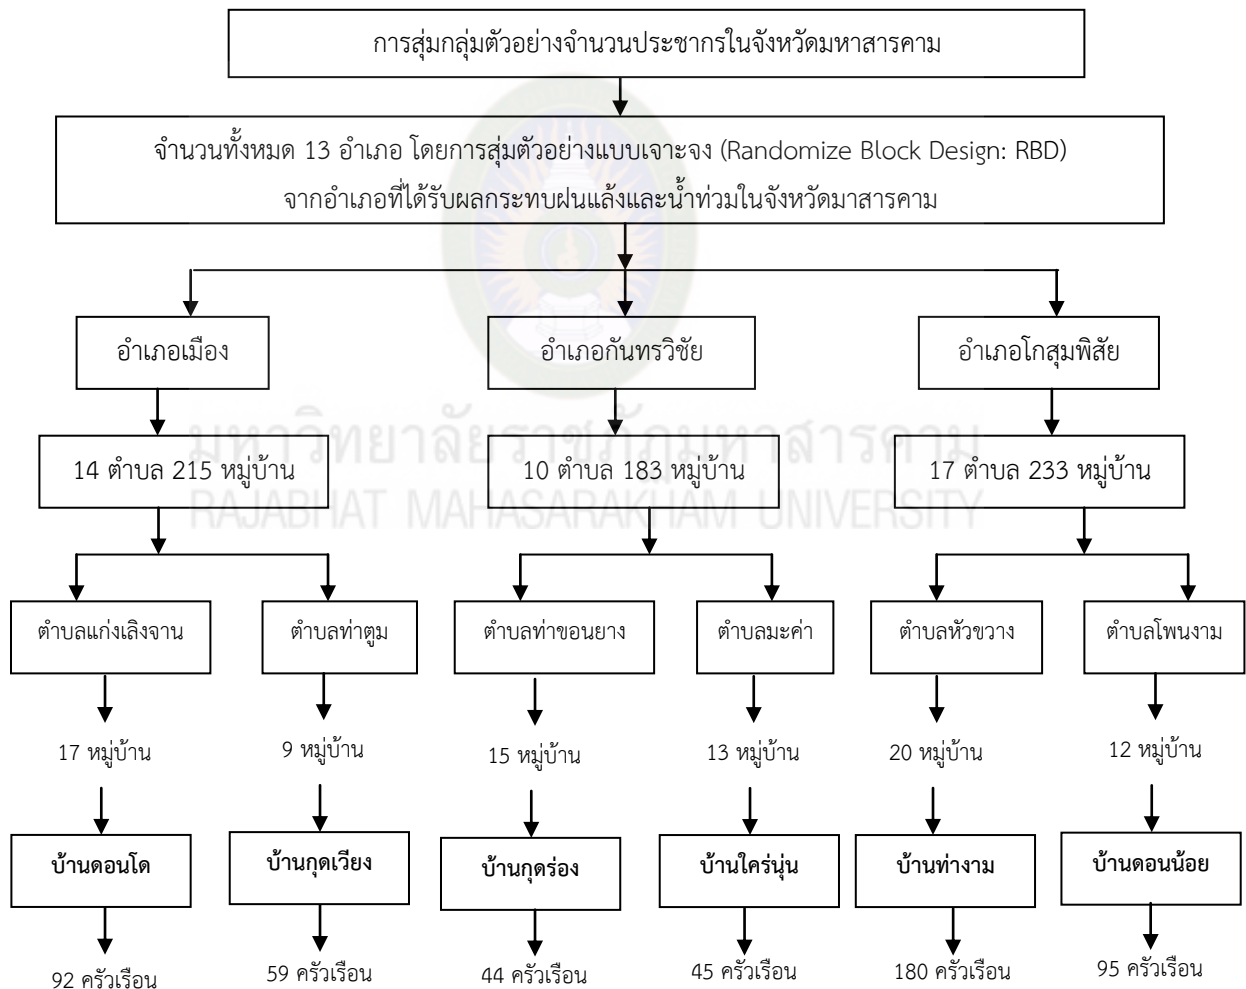 การสุ่มกลุ่มตัวอย่างจำนวนประชากรในจังหวัดมหาสารคาม
จำนวนทั้งหมด 13 อำเภอ โดยการสุ่มตัวอย่างแบบเจาะจง (Randomize Block Design: RBD)
จากอำเภอที่ได้รับผลกระทบฝนแล้งและน้ำท่วมในจังหวัดมาสารคาม
อำเภอเมือง
อำเภอกันทรวิชัย
อำเภอโกสุมพิสัย
มหาวิทยาลัยราชภัฏมหาสารคาม
14 ตำบล 215 หมู่บ้าน
10 ตำบล 183 หมู่บ้าน
17 ตำบล 233 หมู่บ้าน
RAJABHAT MAHASARAKHAM UNIVERSITY
ตำบลแก่งเลิงจาน
ตำบลท่าตูม
ตำบลท่าขอนยาง
ตำบลมะค่า
ตำบลหัวขวาง
ตำบลโพนงาม
17 หมู่บ้าน
9 หมู่บ้าน
15 หมู่บ้าน
13 หมู่บ้าน
20 หมู่บ้าน
12 หมู่บ้าน
บ้านดอนโด
บ้านกุดเวียง
บ้านกุดร่อง
บ้านใคร่นุ่น
บ้านท่างาม
บ้านดอนน้อย
92 ครัวเรือน
59 ครัวเรือน
44 ครัวเรือน
45 ครัวเรือน
180 ครัวเรือน
95 ครัวเรือน